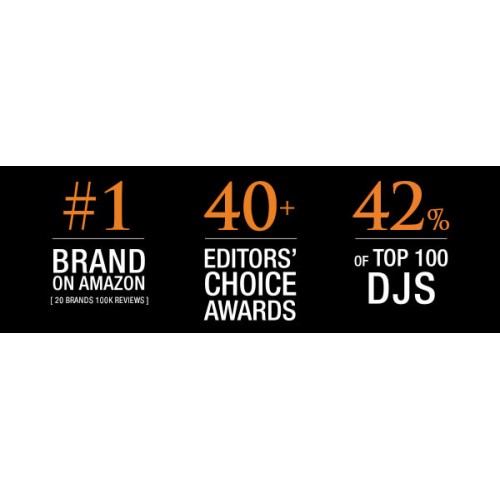 #1
BRAND
ON AMAZON
[ 20 BRANDS 100K REVIEWS ]
40+
EDITORS'
CHOICE
AWARDS
42%
OF TOP 100
DJS